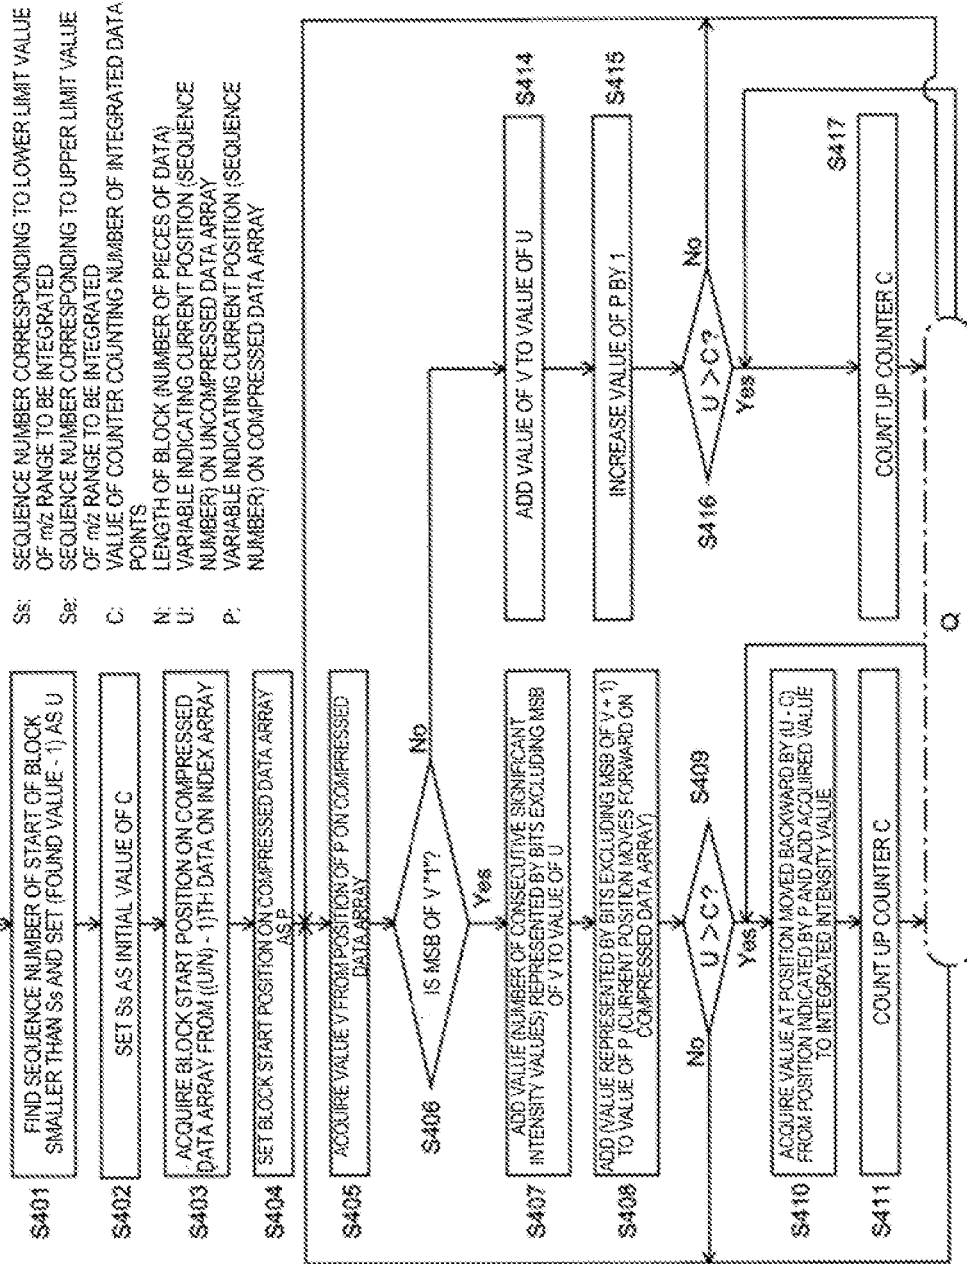 S401
FIND SEQUENCE NUMBER OF START OF BLOCK
SMALLER THAN Ss AND SET (FOUND VALUE - 1) AS U
S402
SET Ss AS INITIAL VALUE OF C
S403
ACQUIRE BLOCK START POSITION ON COMPRESSED
DATA ARRAY FROM ((U/N) - 1)TH DATA ON INDEX ARRAY
S404
SET BLOCK START POSITION ON COMPRESSED DATA ARRAY
AS P
S405
ACQUIRE VALUE V FROM POSITION OF P ON COMPRESSED
DATA ARRAY
S406
IS MSB OF V "1"?
No
Yes
S407
ADD VALUE (NUMBER OF CONSECUTIVE SIGNIFICANT
INTENSITY VALUES) REPRESENTED BY BITS EXCLUDING MSB
OF V TO VALUE OF U
S408
ADD (VALUE REPRESENTED BY BITS EXCLUDING MSB OF V + 1)
TO VALUE OF P (CURRENT POSITION MOVES FORWARD ON
COMPRESSED DATA ARRAY)
U > C?
S409
No
Yes
S410
ACQUIRE VALUE AT POSITION MOVED BACKWARD BY (U - C)
FROM POSITION INDICATED BY P AND ADD ACQUIRED VALUE
TO INTEGRATED INTENSITY VALUE
S411
COUNT UP COUNTER C
Ss: SEQUENCE NUMBER CORRESPONDING TO LOWER LIMIT VALUE
OF m/z RANGE TO BE INTEGRATED
Se: SEQUENCE NUMBER CORRESPONDING TO UPPER LIMIT VALUE
OF m/z RANGE TO BE INTEGRATED
C: VALUE OF COUNTER COUNTING NUMBER OF INTEGRATED DATA
POINTS
N: LENGTH OF BLOCK (NUMBER OF PIECES OF DATA)
U: VARIABLE INDICATING CURRENT POSITION (SEQUENCE
NUMBER) ON UNCOMPRESSED DATA ARRAY
P: VARIABLE INDICATING CURRENT POSITION (SEQUENCE
NUMBER) ON COMPRESSED DATA ARRAY
ADD VALUE OF V TO VALUE OF U
S414
INCREASE VALUE OF P BY 1
S415
S416
U > C?
No
Yes
S417
COUNT UP COUNTER C
Q